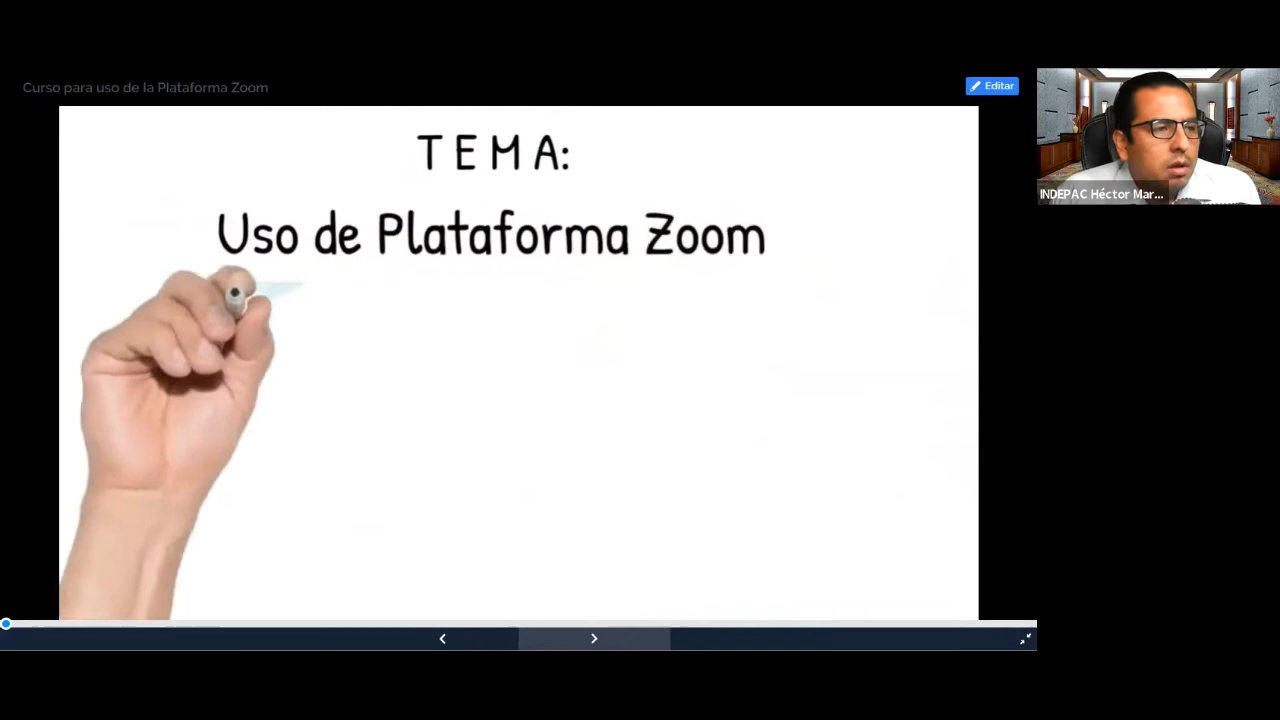 Curso para uso de la Plataforma Zoom
Editar
T E M A:
Uso de Plataforma Zoom
INDEPAC Héctor Mar...